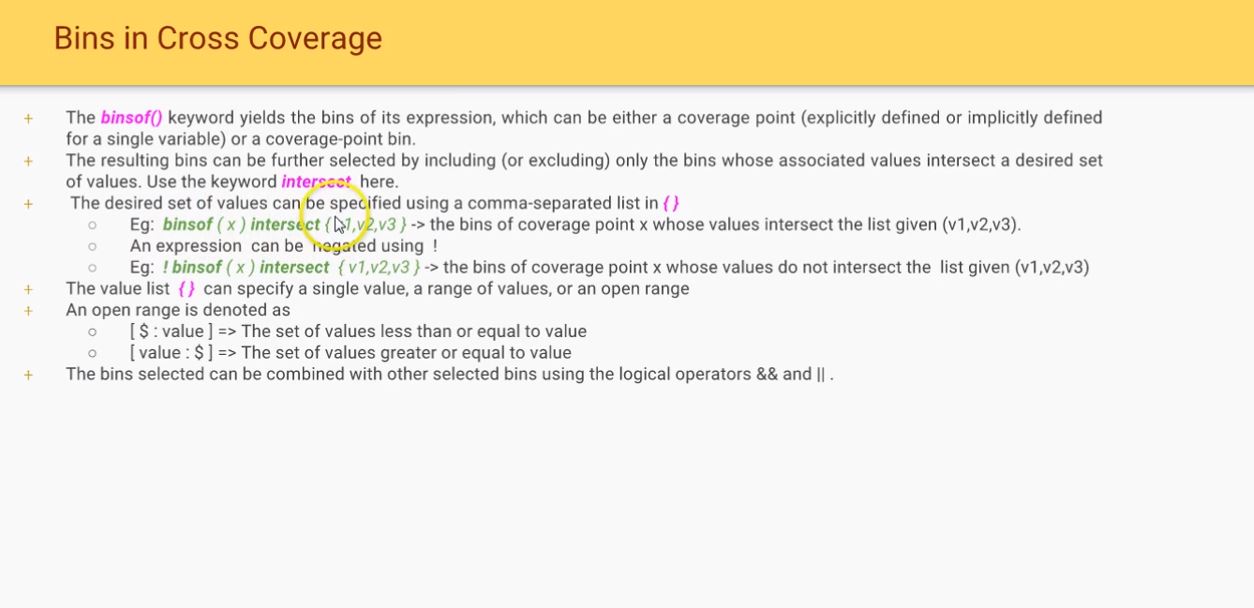 Bins in Cross Coverage
+ The binsof() keyword yields the bins of its expression, which can be either a coverage point (explicitly defined or implicitly defined
for a single variable) or a coverage-point bin.
+ The resulting bins can be further selected by including (or excluding) only the bins whose associated values intersect a desired set
of values. Use the keyword intersect here.
+ The desired set of values can be specified using a comma-separated list in { }
○ Eg: binsof ( x ) intersect { v1,v2,v3 } -> the bins of coverage point x whose values intersect the list given (v1,v2,v3).
○ An expression can be negated using !
○ Eg: ! binsof ( x ) intersect { v1,v2,v3 } -> the bins of coverage point x whose values do not intersect the list given (v1,v2,v3)
+ The value list { } can specify a single value, a range of values, or an open range
+ An open range is denoted as
○ [ $ : value ] => The set of values less than or equal to value
○ [ value : $ ] => The set of values greater or equal to value
+ The bins selected can be combined with other selected bins using the logical operators && and || .